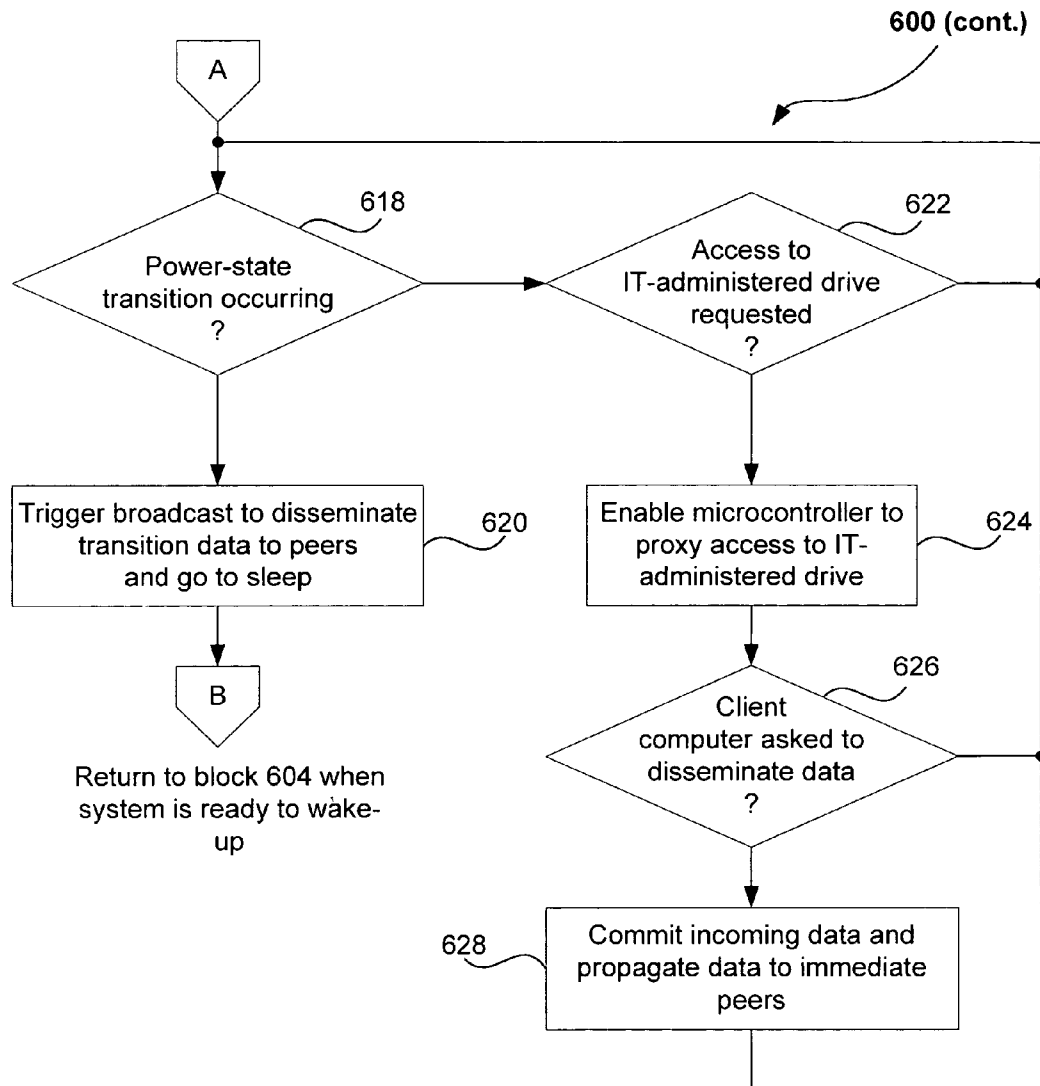 600 (cont.)
A
618
Power-state
transition occurring
?
622
Access to
IT-administered drive
requested
?
Trigger broadcast to disseminate
transition data to peers
and go to sleep
620
Enable microcontroller to
proxy access to IT-
administered drive
624
B
Return to block 604 when
system is ready to wake-
up
626
Client
computer asked to
disseminate data
?
628
Commit incoming data and
propagate data to immediate
peers